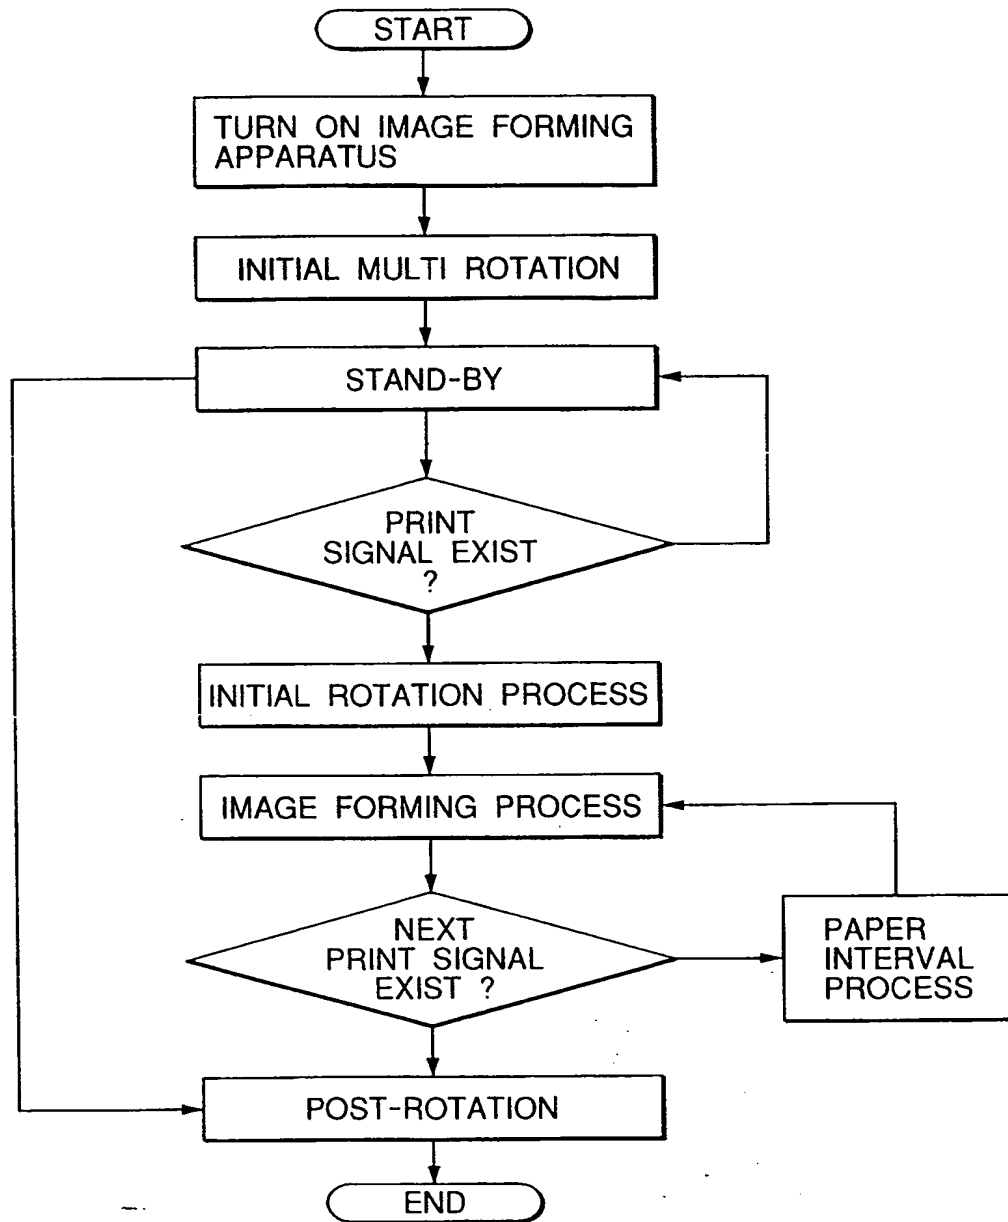 START
TURN ON IMAGE FORMING
APPARATUS
INITIAL MULTI ROTATION
STAND-BY
PRINT
SIGNAL EXIST
?
INITIAL ROTATION PROCESS
IMAGE FORMING PROCESS
NEXT
PRINT SIGNAL
EXIST ?
PAPER
INTERVAL
PROCESS
POST-ROTATION
END